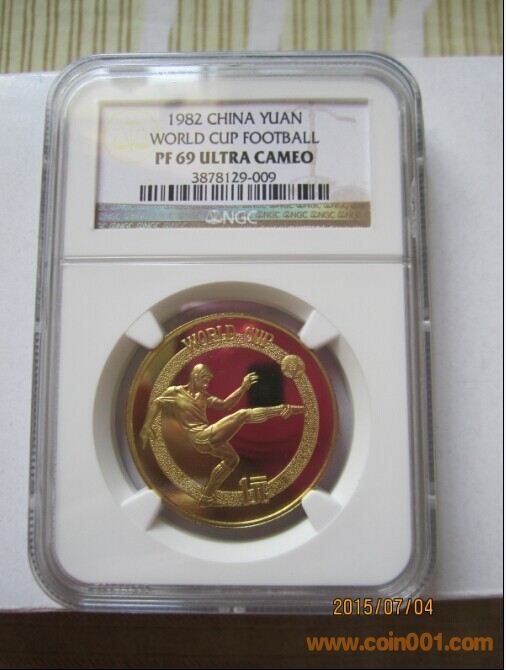 1982 CHINA YUAN
WORLD CUP FOOTBALL
PF 69 ULTRA CAMEO
3878129-009
NGC
WORLD CUP
1元
2015/07/04
www.coin001.com